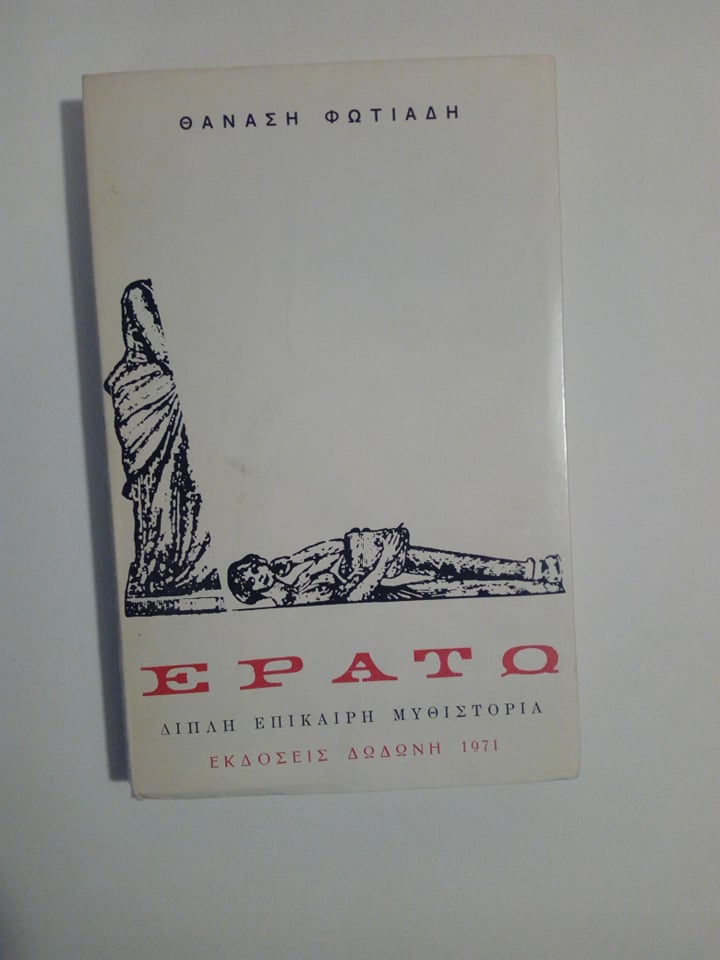 ΘΑΝΑΣΗ ΦΩΤΙΑΔΗ
ΕΡΑΤΩ
ΔΙΠΛΗ ΕΠΙΚΑΙΡΗ ΜΥΘΙΣΤΟΡΙΑ
ΕΚΔΟΣΕΙΣ ΔΩΔΩΝΗ 1971